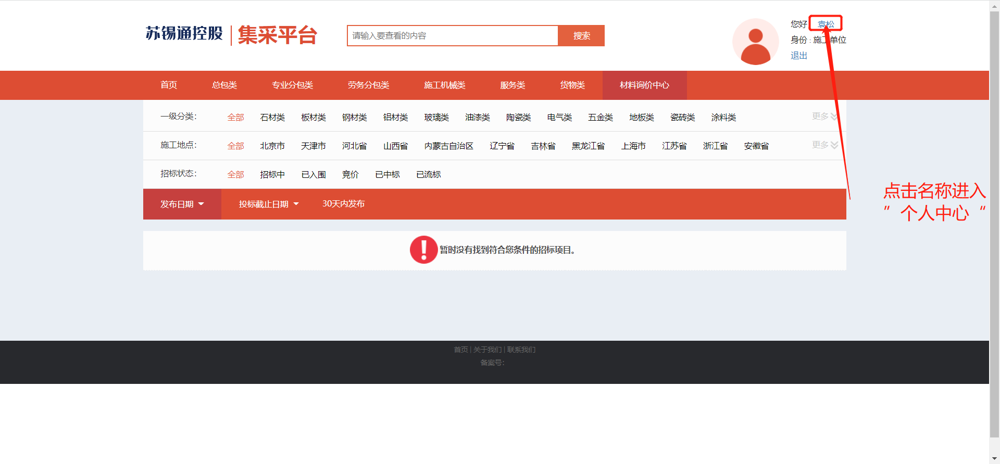 苏锡通控股 | 集采平台
请输入要查看的内容
搜索
您好 袁松
身份 : 施工单位
退出
首页 总包类 专业分包类 劳务分包类 施工机械类 服务类 货物类 材料询价中心
一级分类： 全部 石材类 板材类 钢材类 铝材类 玻璃类 油漆类 陶瓷类 电气类 五金类 地板类 瓷砖类 涂料类 更多
施工地点： 全部 北京市 天津市 河北省 山西省 内蒙古自治区 辽宁省 吉林省 黑龙江省 上海市 江苏省 浙江省 安徽省 更多
招标状态： 全部 招标中 已入围 竞价 已中标 已流标
发布日期 投标截止日期 30天内发布
点击名称进入
”个人中心“
暂时没有找到符合您条件的招标项目。
首页 | 关于我们 | 联系我们
备案号：